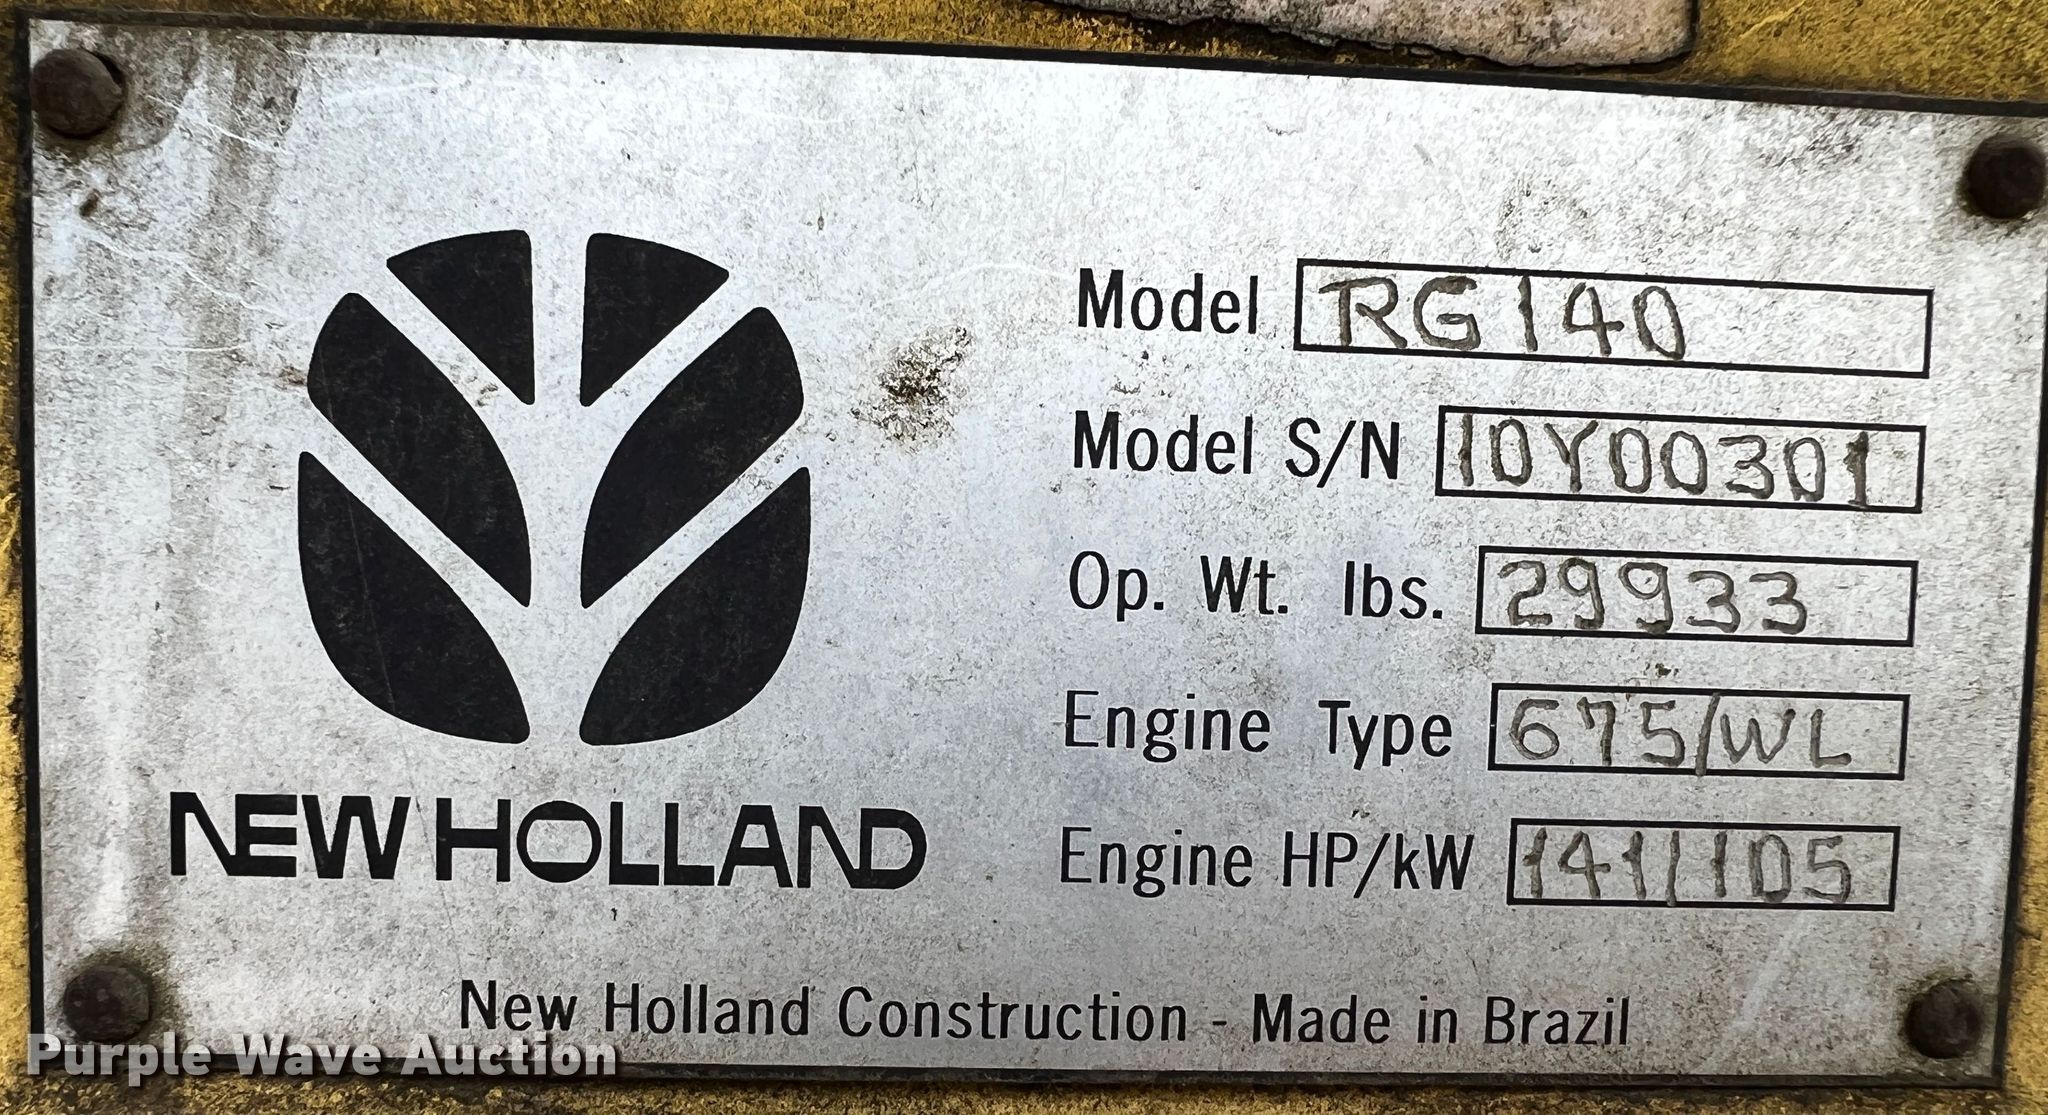 Model RG140
Model S/N 10Y00301
Op. Wt. lbs. 29933
Engine Type 675/WL
Engine HP/kW 141/105
NEW HOLLAND
New Holland Construction - Made in Brazil
Purple Wave Auction